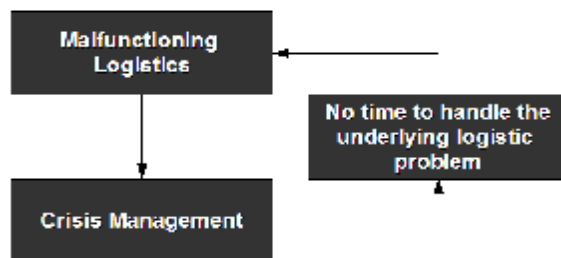 Malfunctioning
Logistics
No time to handle the
underlying logistic
problem
Crisis Management